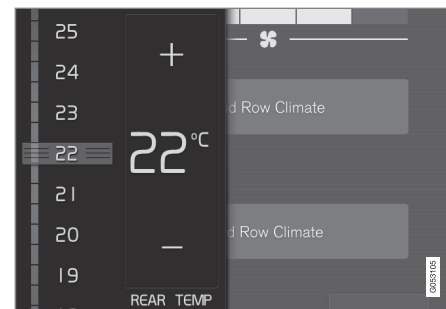 25
24
23
22
21
20
19
+
22°C
−
REAR TEMP
d Row Climate
d Row Climate
G053105